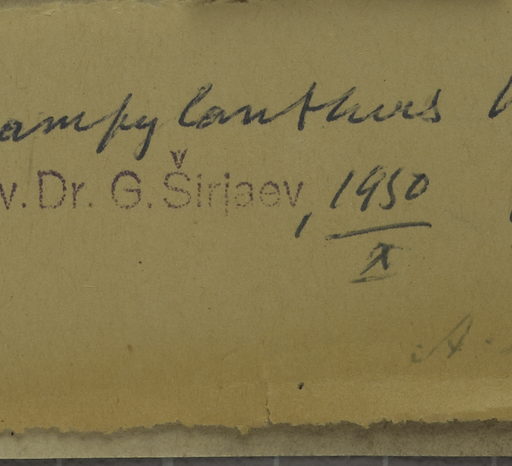 ampylanthus
v. Dr. G. Širjaev, 1950
X
A.